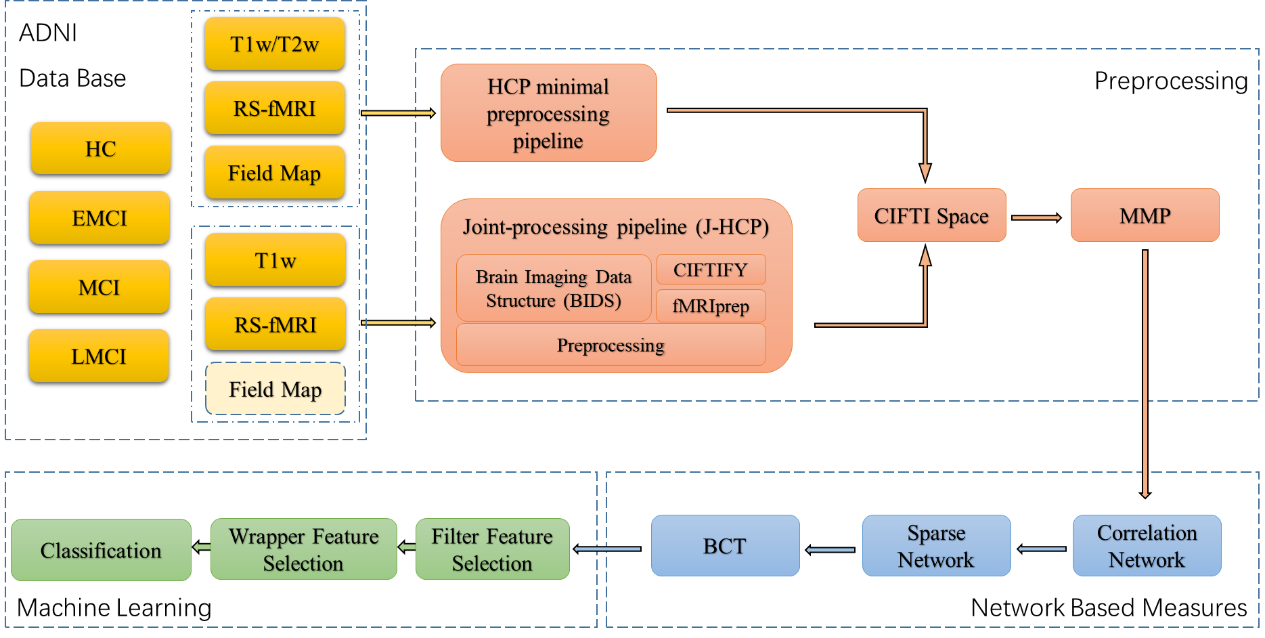 ADNI
Data Base
HC
EMCI
MCI
LMCI
T1w/T2w
RS-fMRI
Field Map
T1w
RS-fMRI
Field Map
Preprocessing
HCP minimal
preprocessing
pipeline
Joint-processing pipeline (J-HCP)
Brain Imaging Data
Structure (BIDS)
CIFTIFY
fMRIprep
Preprocessing
CIFTI Space
MMP
Correlation
Network
Sparse
Network
BCT
Network Based Measures
Filter Feature
Selection
Wrapper Feature
Selection
Classification
Machine Learning